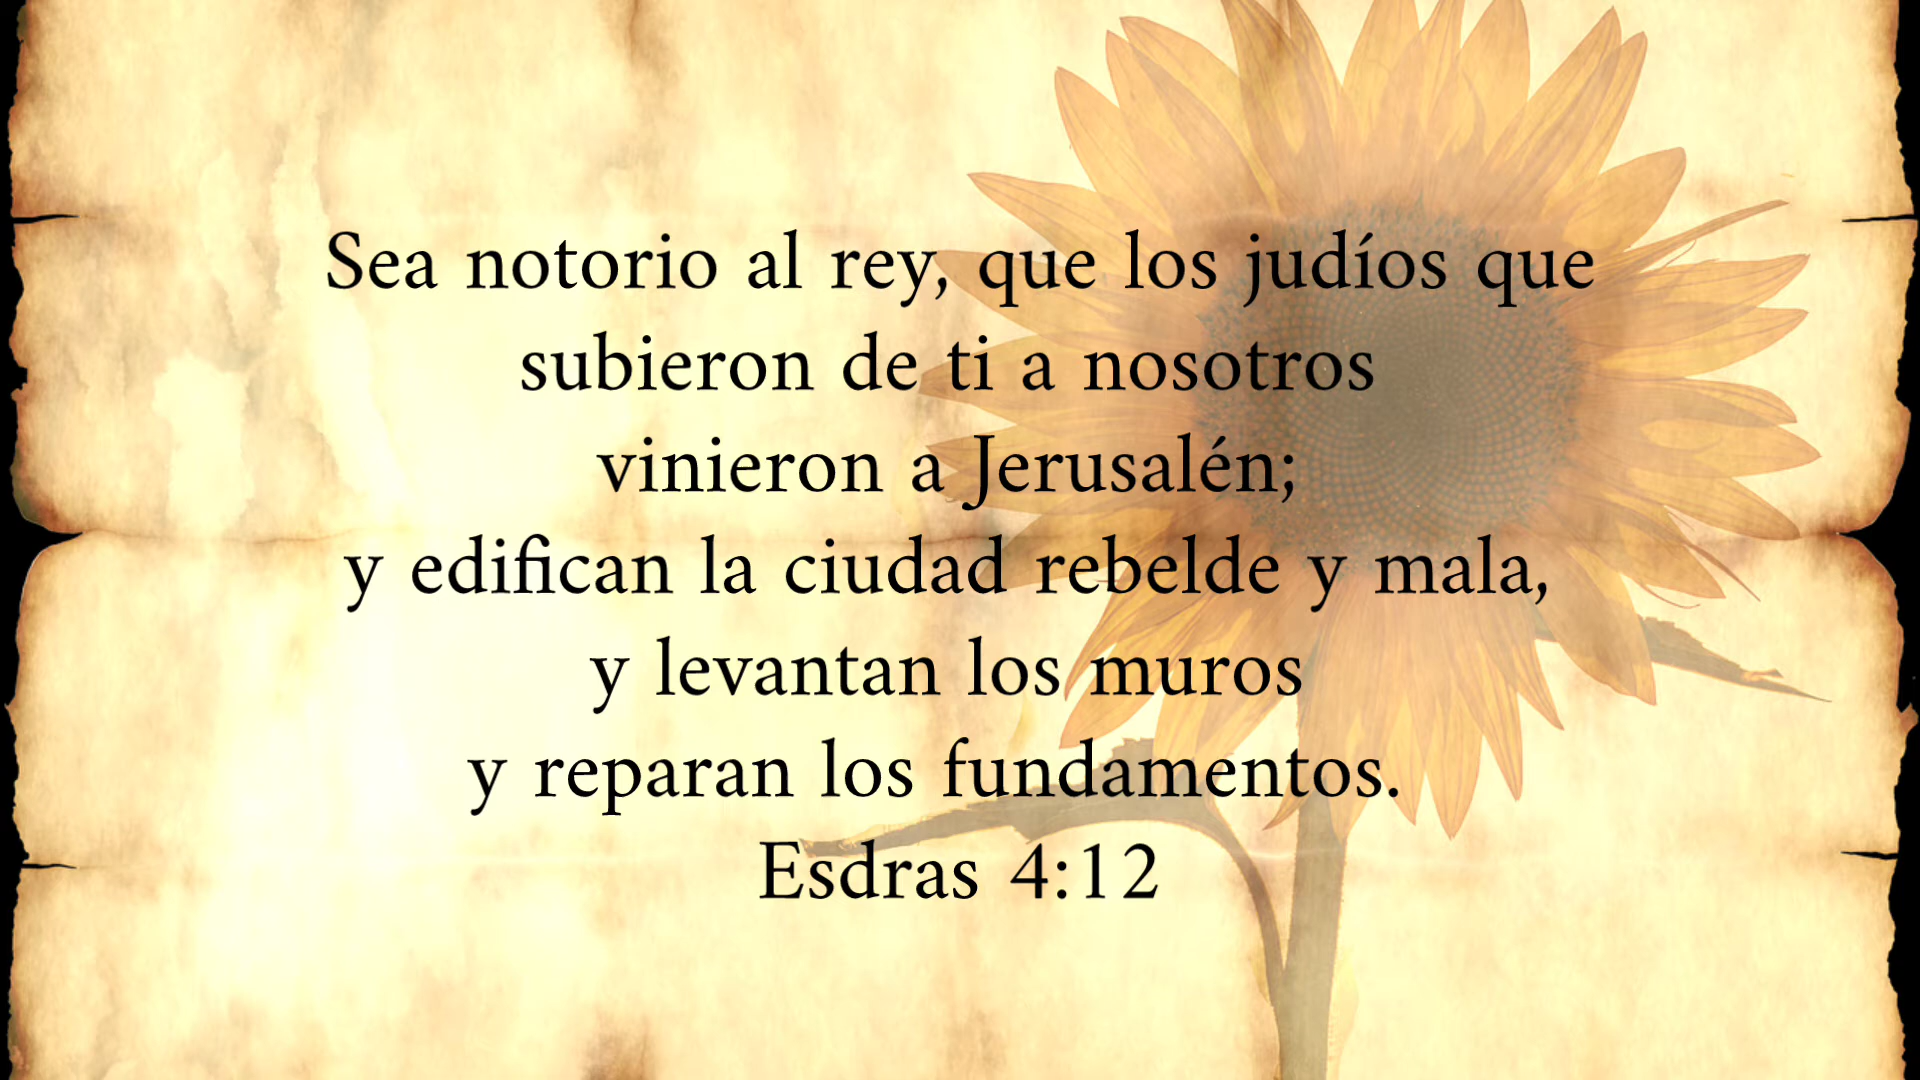 Sea notorio al rey, que los judíos que
subieron de ti a nosotros
vinieron a Jerusalén;
y edifican la ciudad rebelde y mala,
y levantan los muros
y reparan los fundamentos.
Esdras 4:12